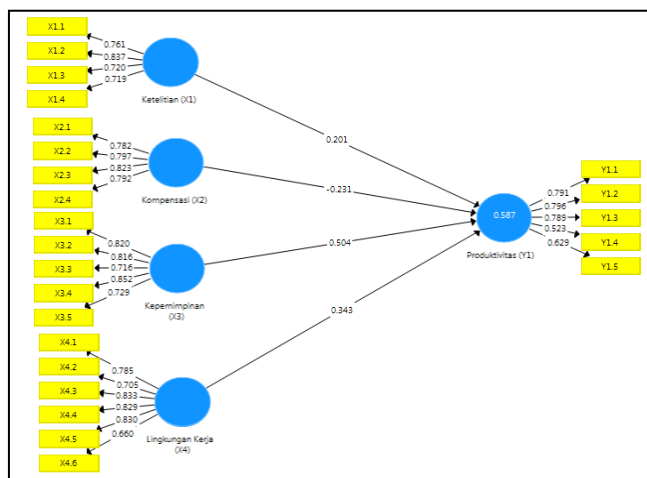 X1.1
X1.2
X1.3
X1.4
0.761
0.837
0.720
0.719
Ketelitian (X1)
0.201
X2.1
X2.2
X2.3
X2.4
0.782
0.797
0.823
0.792
Kompensasi (X2)
-0.231
X3.1
X3.2
X3.3
X3.4
X3.5
0.820
0.816
0.716
0.852
0.729
Kepemimpinan
(X3)
0.504
X4.1
X4.2
X4.3
X4.4
X4.5
X4.6
0.785
0.705
0.833
0.829
0.830
0.660
Lingkungan Kerja
(X4)
0.343
0.587
Produktivitas (Y1)
0.791
0.796
0.789
0.523
0.629
Y1.1
Y1.2
Y1.3
Y1.4
Y1.5